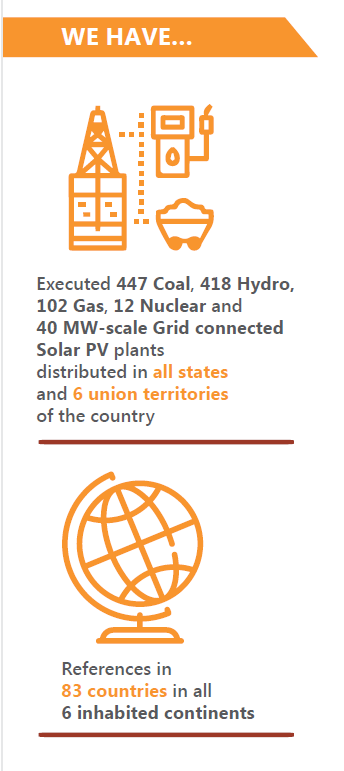 WE HAVE...
Executed 447 Coal, 418 Hydro,
102 Gas, 12 Nuclear and
40 MW-scale Grid connected
Solar PV plants
distributed in all states
and 6 union territories
of the country
References in
83 countries in all
6 inhabited continents